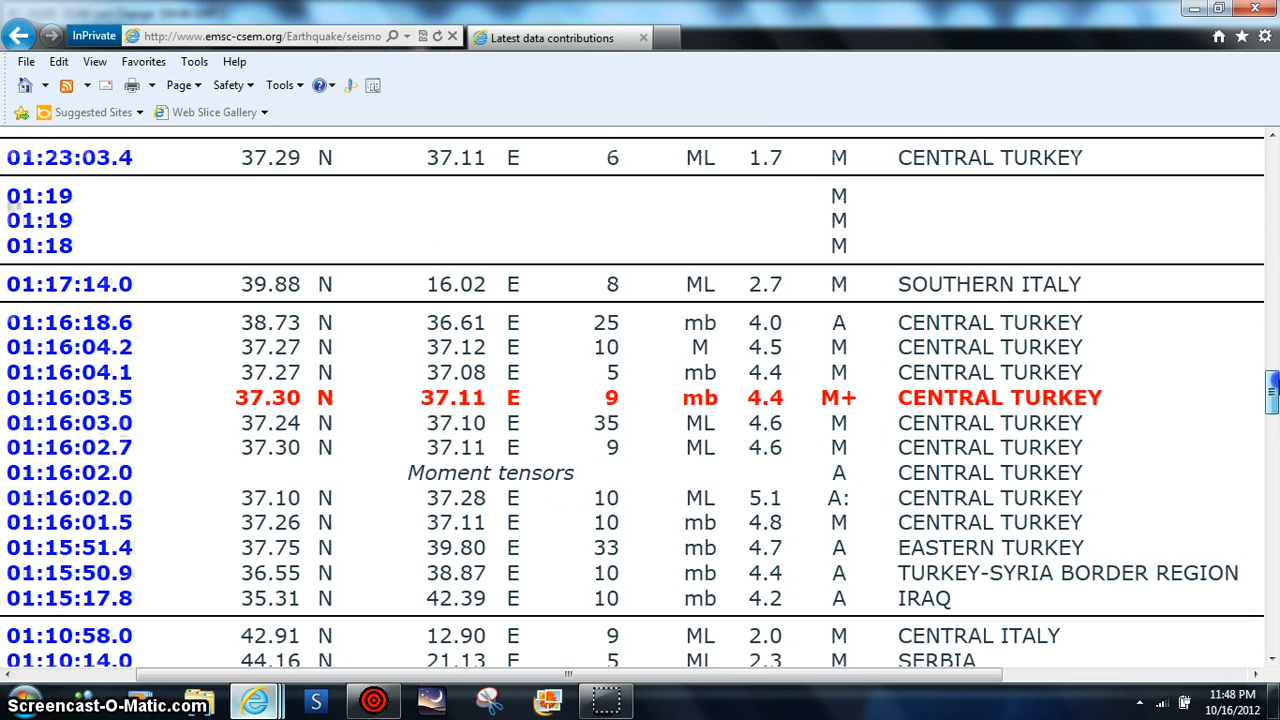 InPrivate http://www.emsc-csem.org/Earthquake/seismo Latest data contributions
File Edit View Favorites Tools Help
Page Safety Tools
Suggested Sites Web Slice Gallery
01:23:03.4 37.29 N 37.11 E 6 ML 1.7 M CENTRAL TURKEY
01:19 M
01:19 M
01:18 M
01:17:14.0 39.88 N 16.02 E 8 ML 2.7 M SOUTHERN ITALY
01:16:18.6 38.73 N 36.61 E 25 mb 4.0 A CENTRAL TURKEY
01:16:04.2 37.27 N 37.12 E 10 M 4.5 M CENTRAL TURKEY
01:16:04.1 37.27 N 37.08 E 5 mb 4.4 M CENTRAL TURKEY
01:16:03.5 37.30 N 37.11 E 9 mb 4.4 M+ CENTRAL TURKEY
01:16:03.0 37.24 N 37.10 E 35 ML 4.6 M CENTRAL TURKEY
01:16:02.7 37.30 N 37.11 E 9 ML 4.6 M CENTRAL TURKEY
01:16:02.0 Moment tensors A CENTRAL TURKEY
01:16:02.0 37.10 N 37.28 E 10 ML 5.1 A: CENTRAL TURKEY
01:16:01.5 37.26 N 37.11 E 10 mb 4.8 M CENTRAL TURKEY
01:15:51.4 37.75 N 39.80 E 33 mb 4.7 A EASTERN TURKEY
01:15:50.9 36.55 N 38.87 E 10 mb 4.4 A TURKEY-SYRIA BORDER REGION
01:15:17.8 35.31 N 42.39 E 10 mb 4.2 A IRAQ
01:10:58.0 42.91 N 12.90 E 9 ML 2.0 M CENTRAL ITALY
01:10:14.0 44.16 N 21.13 E 5 ML 2.3 M SERBIA
11:48 PM
Screencast-O-Matic.com 10/16/2012